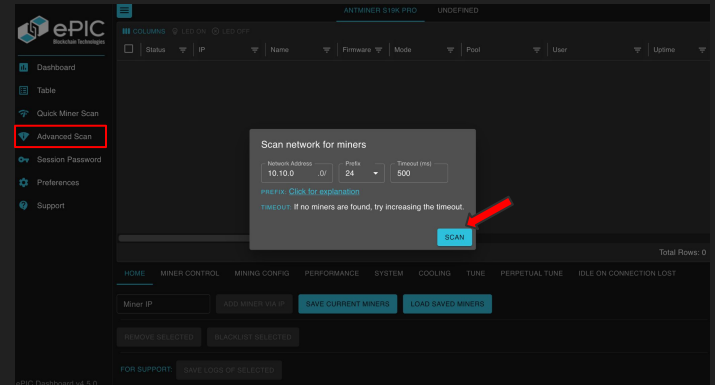 ePIC
Blockchain Technologies
Dashboard
Table
Quick Miner Scan
Advanced Scan
Session Password
Preferences
Support
ePIC Dashboard v4.5.0
ANTMINER S19K PRO UNDEFINED
COLUMNS LED ON LED OFF
Status IP Name Firmware Mode Pool User Uptime
Scan network for miners
Network Address Prefix Timeout (ms)
10.10.0 .0/ 24 500
PREFIX: Click for explanation
TIMEOUT: If no miners are found, try increasing the timeout.
SCAN
Total Rows: 0
HOME MINER CONTROL MINING CONFIG PERFORMANCE SYSTEM COOLING TUNE PERPETUAL TUNE IDLE ON CONNECTION LOST
Miner IP ADD MINER VIA IP SAVE CURRENT MINERS LOAD SAVED MINERS
REMOVE SELECTED BLACKLIST SELECTED
FOR SUPPORT: SAVE LOGS OF SELECTED